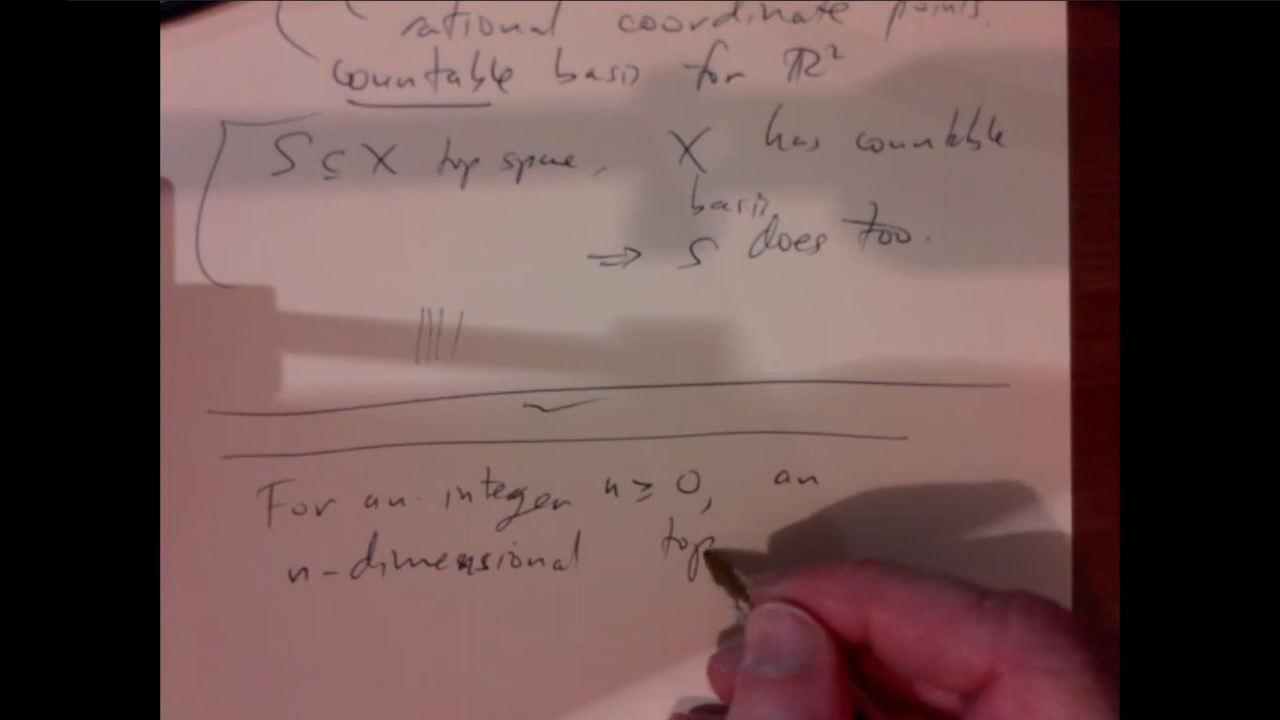 rational coordinate points.
countable basis for ℝ²
S ⊆ X top space, X has countable
basis
⇒ S does too.
For an integer n ≥ 0, an
n-dimensional top